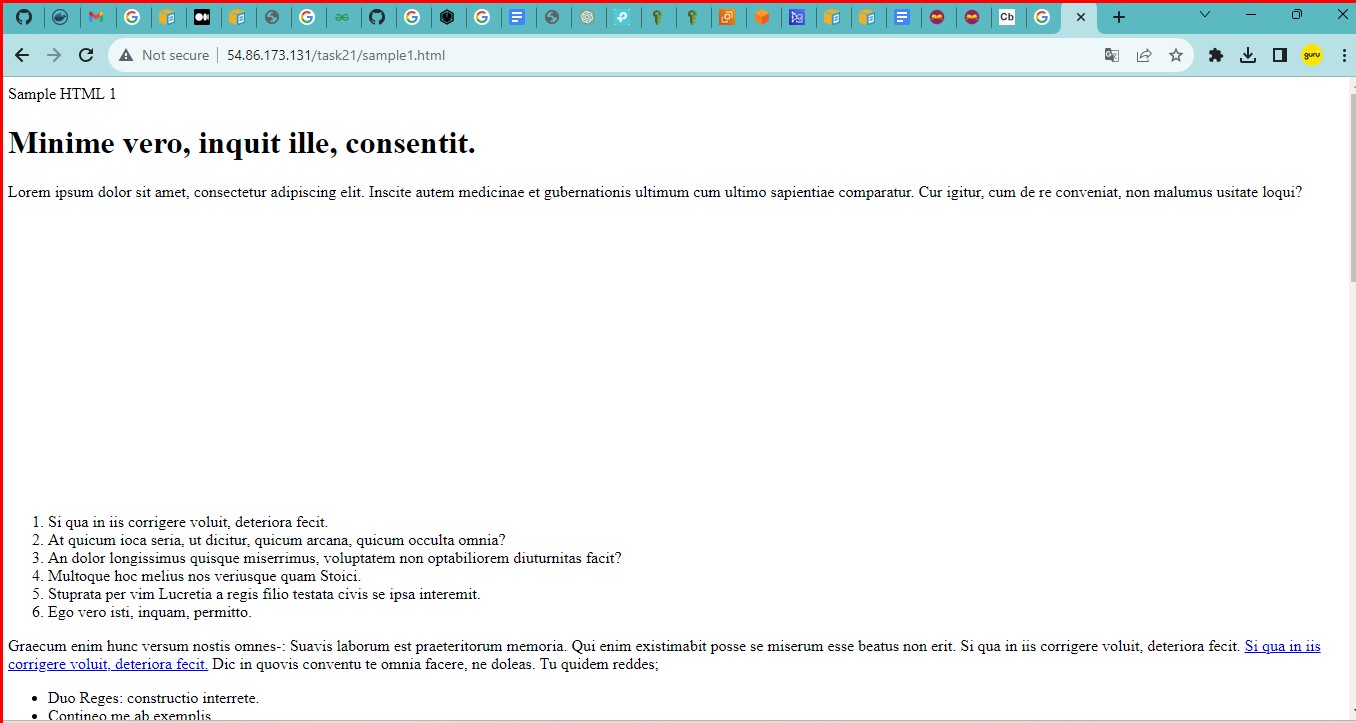 Cb
Not secure
54.86.173.131/task21/sample1.html
guru
Sample HTML 1
Minime vero, inquit ille, consentit.
Lorem ipsum dolor sit amet, consectetur adipiscing elit. Inscite autem medicinae et gubernationis ultimum cum ultimo sapientiae comparatur. Cur igitur, cum de re conveniat, non malumus usitate loqui?
1. Si qua in iis corrigere voluit, deteriora fecit.
2. At quicum ioca seria, ut dicitur, quicum arcana, quicum occulta omnia?
3. An dolor longissimus quisque miserrimus, voluptatem non optabiliorem diuturnitas facit?
4. Multoque hoc melius nos veriusque quam Stoici.
5. Stuprata per vim Lucretia a regis filio testata civis se ipsa interemit.
6. Ego vero isti, inquam, permitto.
Graecum enim hunc versum nostis omnes-: Suavis laborum est praeteritorum memoria. Qui enim existimabit posse se miserum esse beatus non erit. Si qua in iis corrigere voluit, deteriora fecit. Si qua in iis
corrigere voluit, deteriora fecit. Dic in quovis conventu te omnia facere, ne doleas. Tu quidem reddes;
• Duo Reges: constructio interrete.
• Contineo me ab exemplis